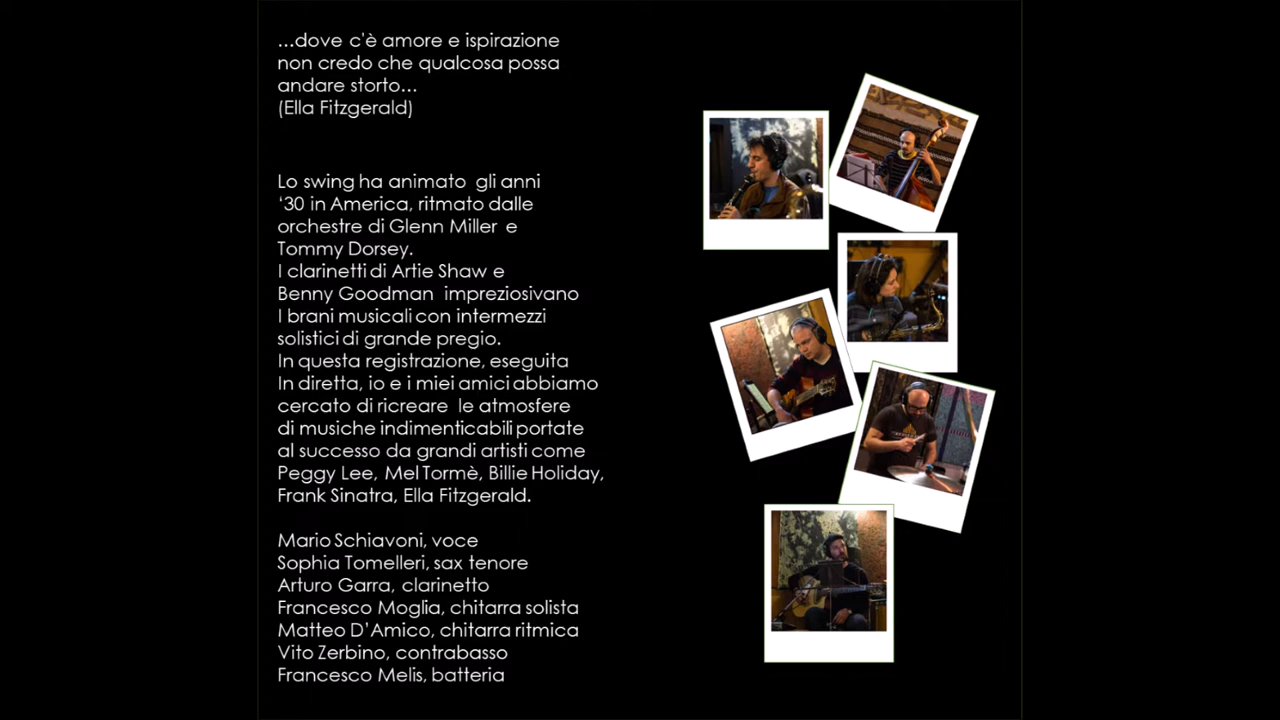 ...dove c'è amore e ispirazione
non credo che qualcosa possa
andare storto...
(Ella Fitzgerald)
Lo swing ha animato gli anni
'30 in America, ritmato dalle
orchestre di Glenn Miller e
Tommy Dorsey.
I clarinetti di Artie Shaw e
Benny Goodman impreziosivano
I brani musicali con intermezzi
solistici di grande pregio.
In questa registrazione, eseguita
In diretta, io e i miei amici abbiamo
cercato di ricreare le atmosfere
di musiche indimenticabili portate
al successo da grandi artisti come
Peggy Lee, Mel Tormè, Billie Holiday,
Frank Sinatra, Ella Fitzgerald.
Mario Schiavoni, voce
Sophia Tomelleri, sax tenore
Arturo Garra, clarinetto
Francesco Moglia, chitarra solista
Matteo D'Amico, chitarra ritmica
Vito Zerbino, contrabasso
Francesco Melis, batteria